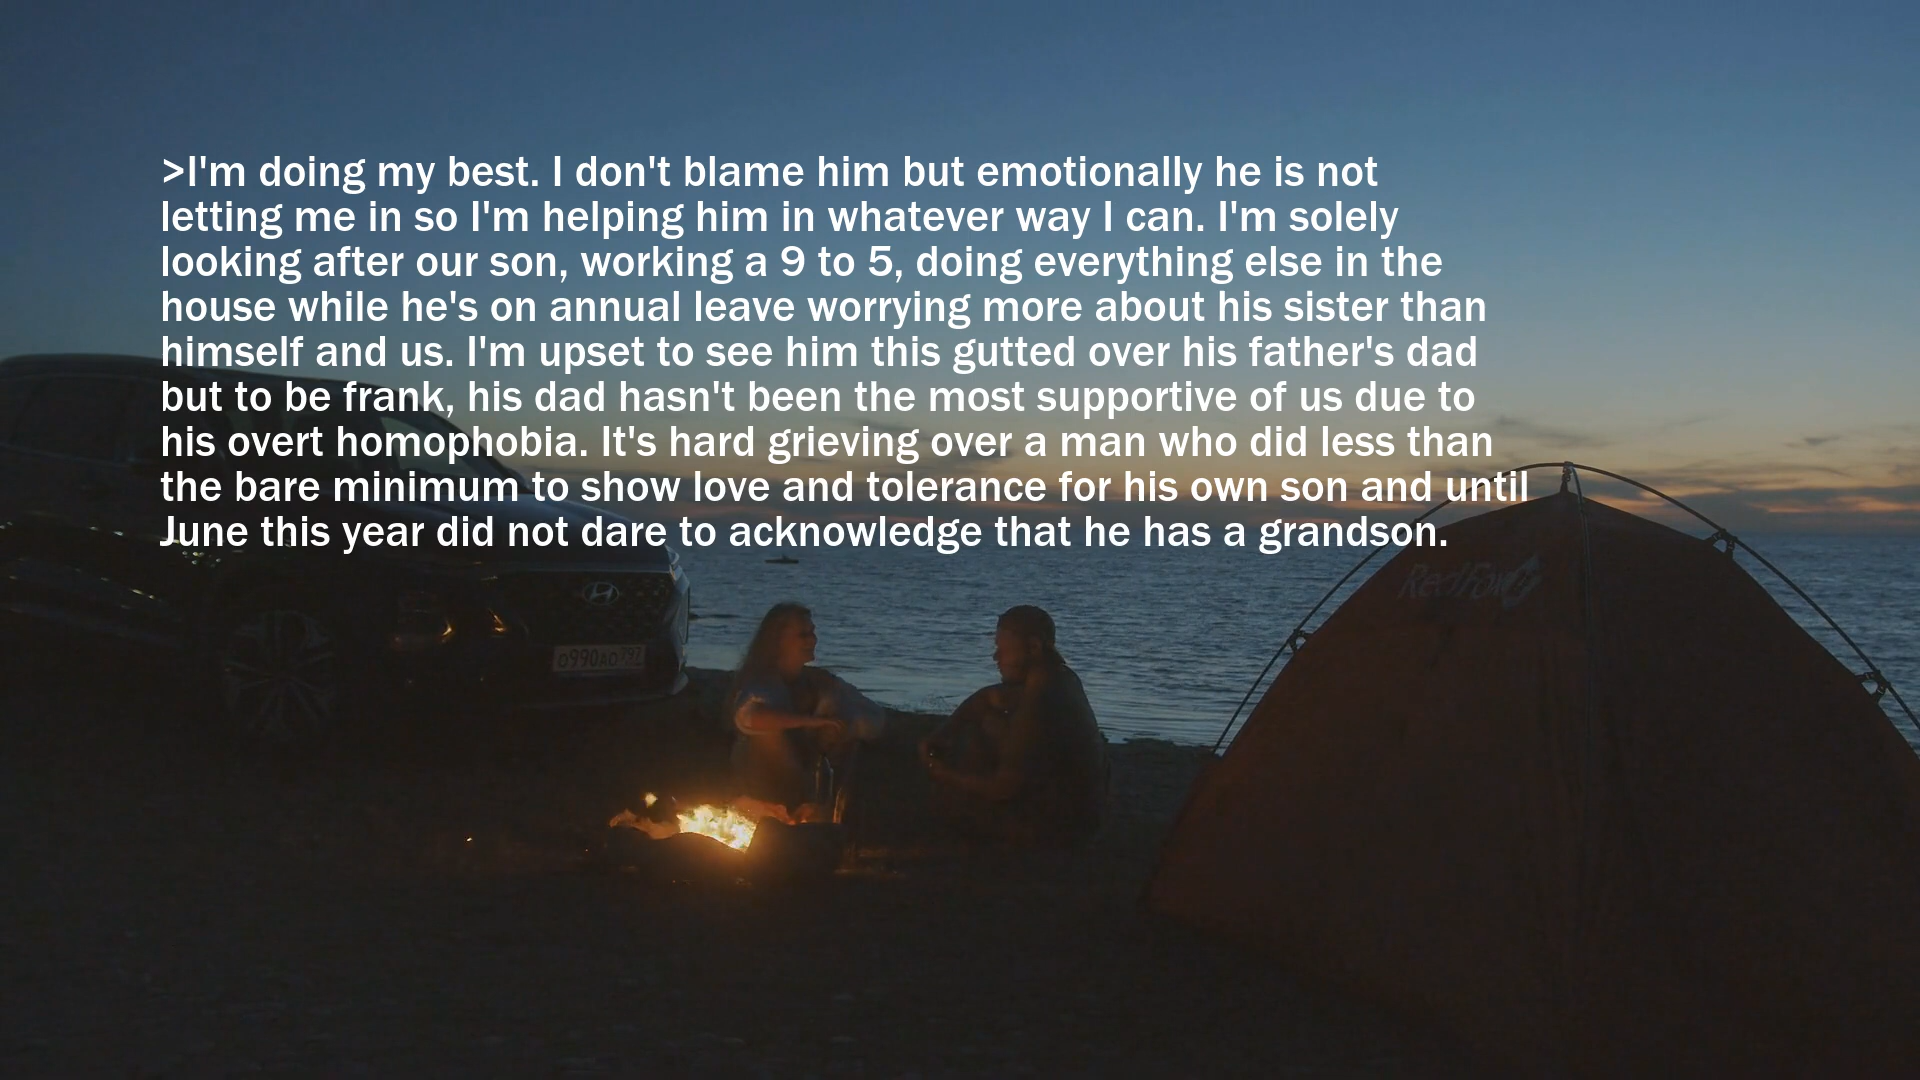 >I'm doing my best. I don't blame him but emotionally he is not
letting me in so I'm helping him in whatever way I can. I'm solely
looking after our son, working a 9 to 5, doing everything else in the
house while he's on annual leave worrying more about his sister than
himself and us. I'm upset to see him this gutted over his father's dad
but to be frank, his dad hasn't been the most supportive of us due to
his overt homophobia. It's hard grieving over a man who did less than
the bare minimum to show love and tolerance for his own son and until
June this year did not dare to acknowledge that he has a grandson.
RedFox
О990АО 797